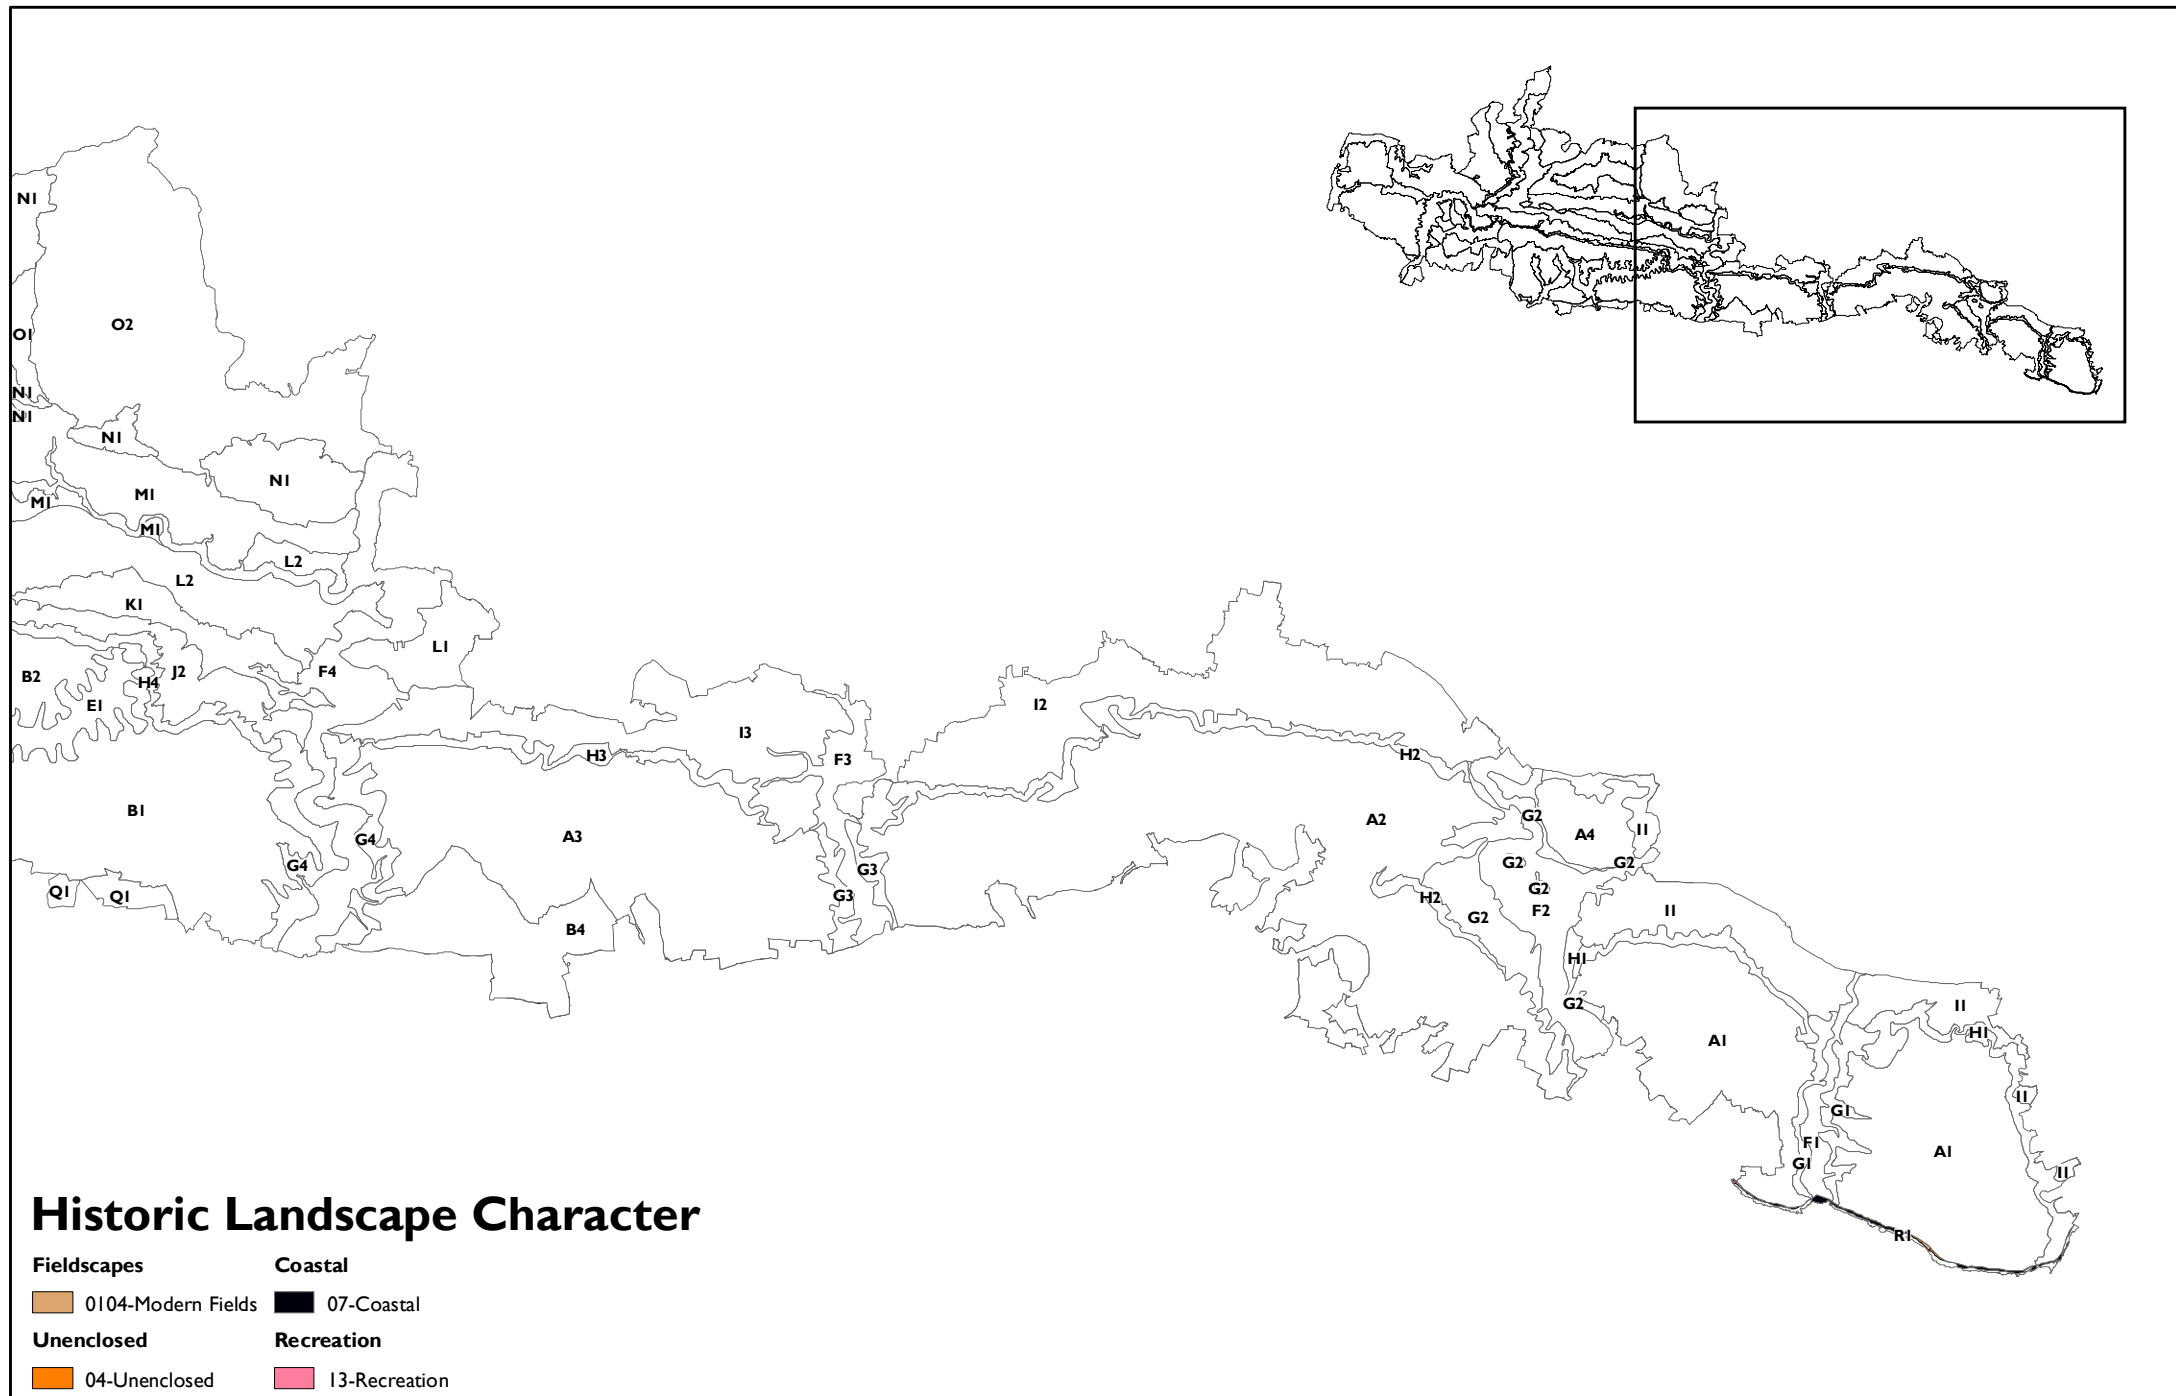 N1
O2
O1
N1
N1
N1
N1
M1
M1
M1
L2
L2
K1
L1
B2
J2
H4
F4
E1
I2
I3
H3
F3
H2
B1
A3
A2
G2
A4
I1
G4
G4
G3
G3
G2
G2
G2
Q1
Q1
H2
G2
F2
I1
B4
H1
G2
I1
H1
A1
I1
G1
F1
G1
A1
I1
R1
Historic Landscape Character
Fieldscapes Coastal
0104-Modern Fields 07-Coastal
Unenclosed Recreation
04-Unenclosed 13-Recreation